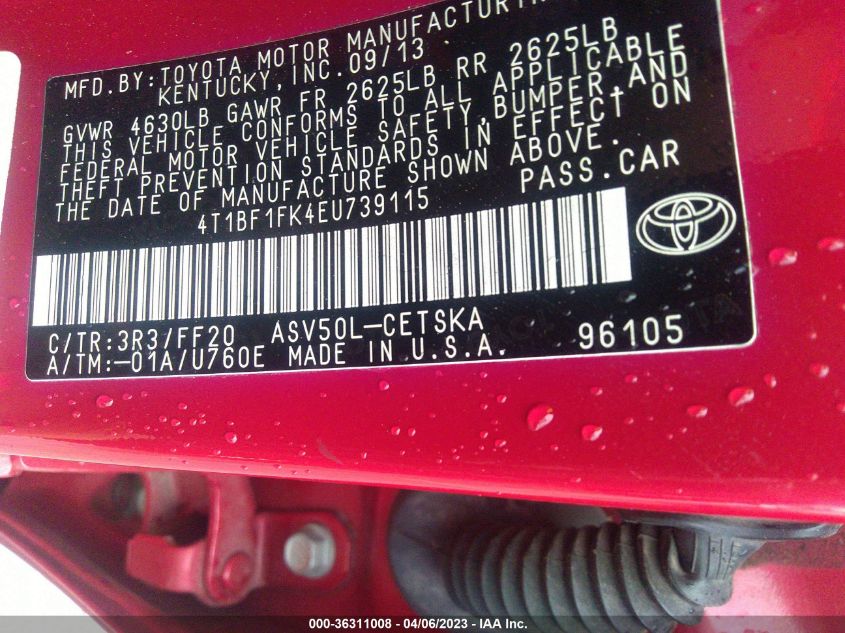 MFD. BY: TOYOTA MOTOR MANUFACTURIN
KENTUCKY, INC. 09/13
GVWR 4630LB GAWR FR 2625LB RR 2625LB
THIS VEHICLE CONFORMS TO ALL APPLICABLE
FEDERAL MOTOR VEHICLE SAFETY, BUMPER, AND
THEFT PREVENTION STANDARDS IN EFFECT ON
THE DATE OF MANUFACTURE SHOWN ABOVE.
4T1BF1FK4EU739115 PASS. CAR
C/TR: 3R3/FF20 ASV50L-CETSKA 96105
A/TM: -01A/U760E MADE IN U.S.A.
000-36311008 - 04/06/2023 - IAA Inc.